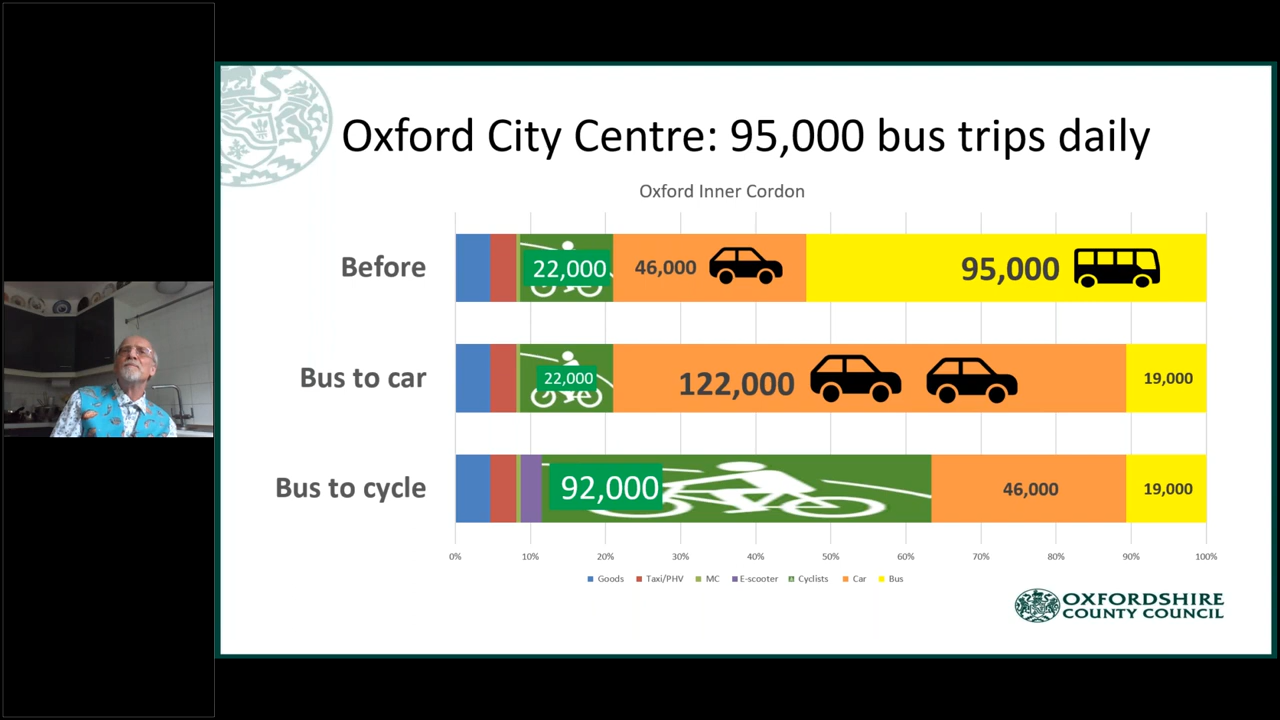 Oxford City Centre: 95,000 bus trips daily
Oxford Inner Cordon
Before
22,000
46,000
95,000
Bus to car
22,000
122,000
19,000
Bus to cycle
92,000
46,000
19,000
0% 10% 20% 30% 40% 50% 60% 70% 80% 90% 100%
Goods Taxi/PHV MC E-scooter Cyclists Car Bus
OXFORDSHIRE
COUNTY COUNCIL